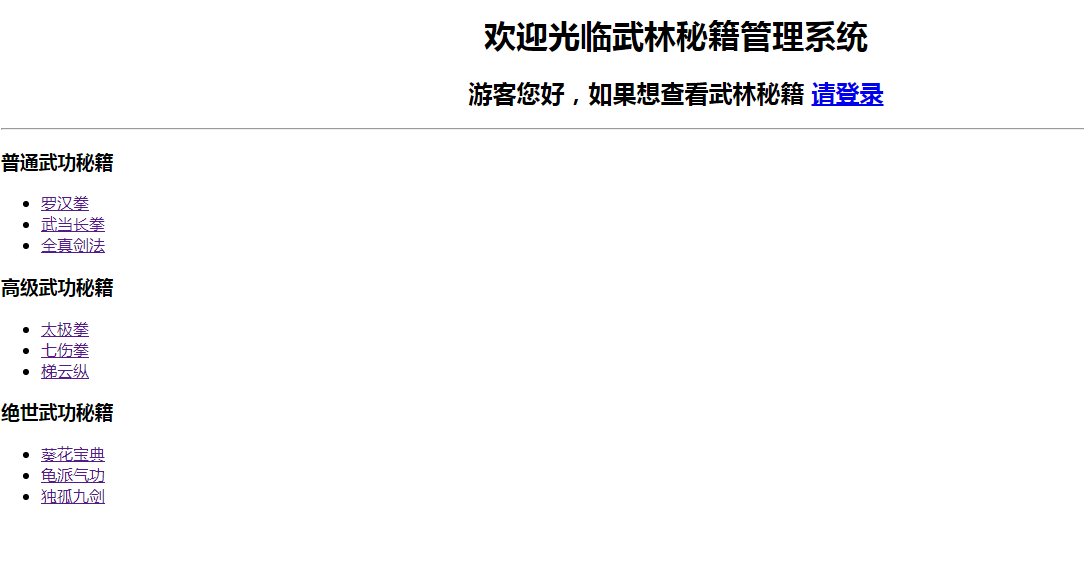 欢迎光临武林秘籍管理系统
游客您好，如果想查看武林秘籍 请登录
普通武功秘籍
罗汉拳
武当长拳
全真剑法
高级武功秘籍
太极拳
七伤拳
梯云纵
绝世武功秘籍
葵花宝典
龟派气功
独孤九剑